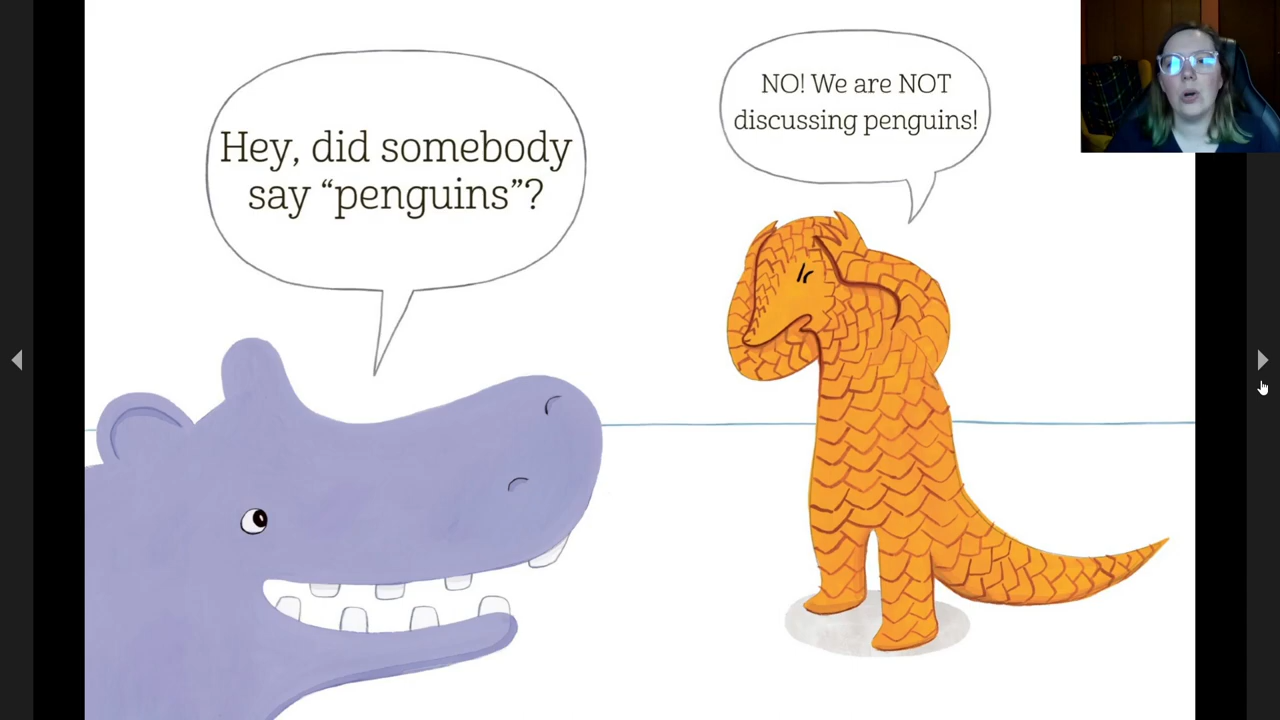 Hey, did somebody
say “penguins”?
NO! We are NOT
discussing penguins!